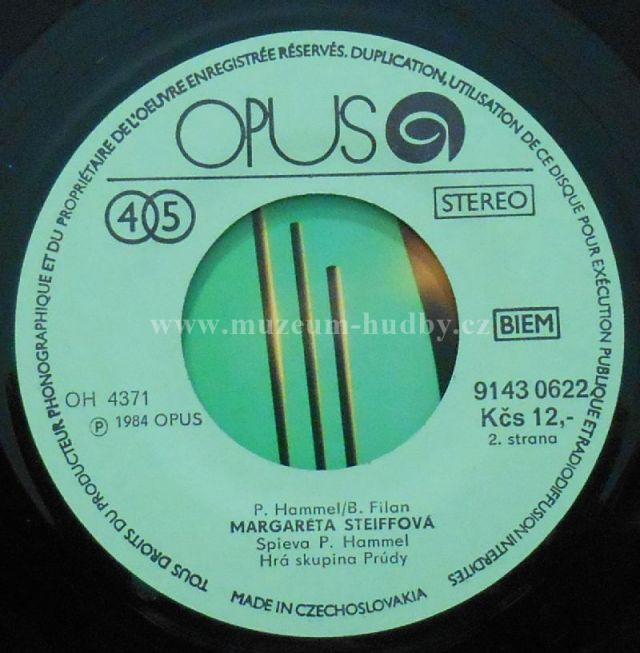 TOUS DROITS DU PRODUCTEUR PHONOGRAPHIQUE ET DU PROPRIÉTAIRE DE L'OEUVRE ENREGISTRÉE RÉSERVÉS. DUPLICATION, UTILISATION DE CE DISQUE POUR EXÉCUTION PUBLIQUE ET RADIODIFFUSION INTERDITES
OPUS
45
STEREO
www.muzeum-hudby.cz
BIEM
OH 4371
℗ 1984 OPUS
9143 0622
Kčs 12,-
2. strana
P. Hammel/B. Filan
MARGARÉTA STEIFFOVÁ
Spieva P. Hammel
Hrá skupina Prúdy
MADE IN CZECHOSLOVAKIA